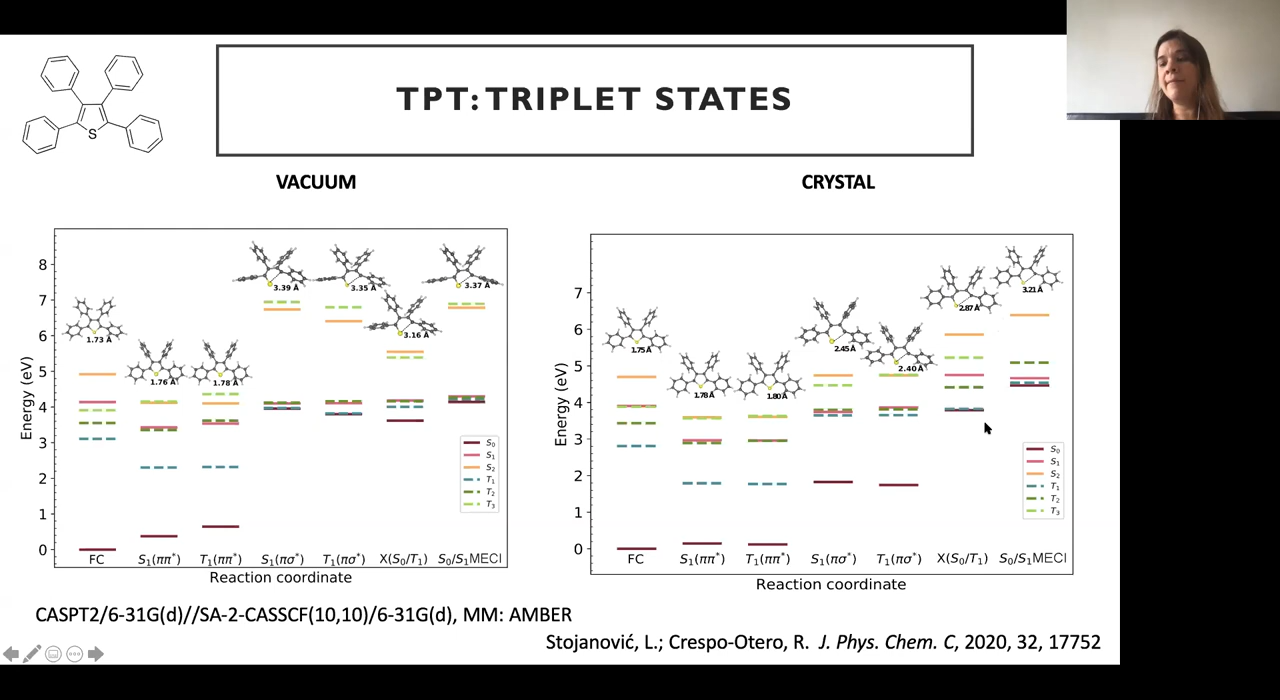 TPT: TRIPLET STATES
S
VACUUM
CRYSTAL
Energy (eV)
8
7
6
5
4
3
2
1
0
1.73 Å
1.76 Å
1.78 Å
3.39 Å
3.35 Å
3.16 Å
3.37 Å
S₀
S₁
S₂
T₁
T₂
T₃
FC S₁(ππ*) T₁(ππ*) S₁(πσ*) T₁(πσ*) X(S₀/T₁) S₀/S₁MECI
Reaction coordinate
Energy (eV)
7
6
5
4
3
2
1
0
1.75 Å
1.78 Å
1.80 Å
2.45 Å
2.40 Å
2.87 Å
3.21 Å
S₀
S₁
S₂
T₁
T₂
T₃
FC S₁(ππ*) T₁(ππ*) S₁(πσ*) T₁(πσ*) X(S₀/T₁) S₀/S₁MECI
Reaction coordinate
CASPT2/6-31G(d)//SA-2-CASSCF(10,10)/6-31G(d), MM: AMBER
Stojanović, L.; Crespo-Otero, R. J. Phys. Chem. C, 2020, 32, 17752